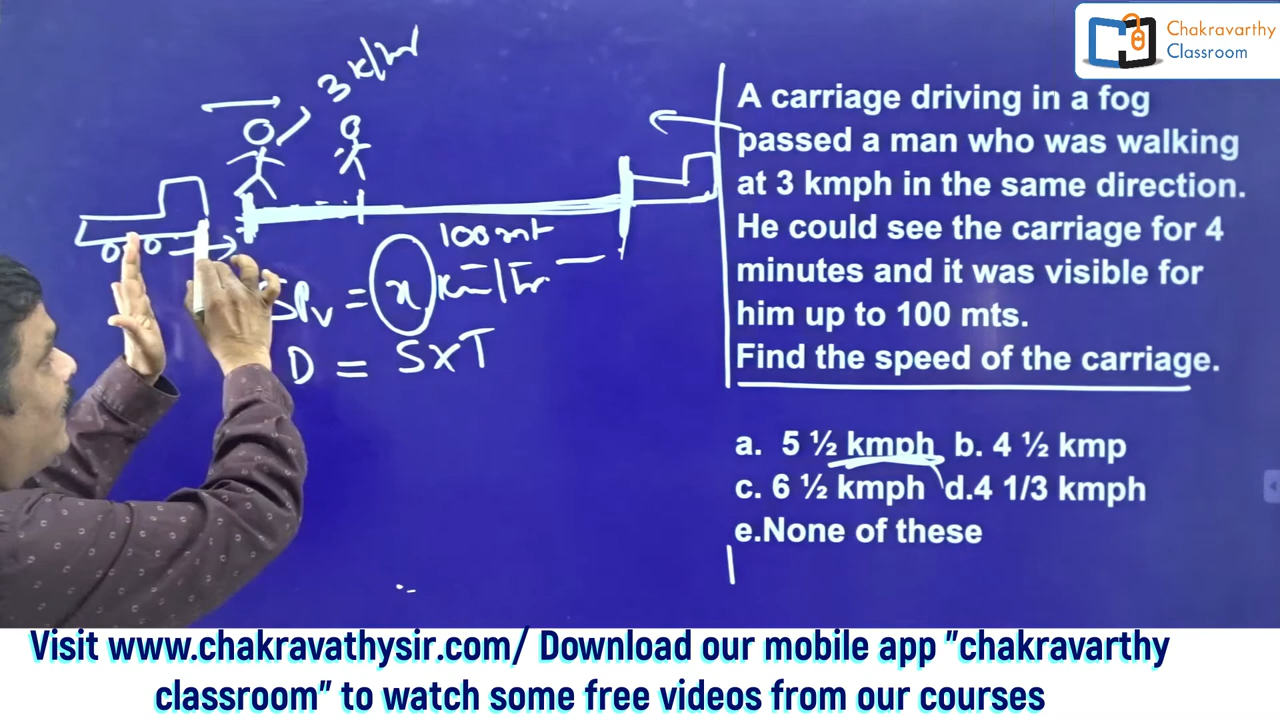 Chakravarthy
Classroom
3 k/hr
A carriage driving in a fog
passed a man who was walking
at 3 kmph in the same direction.
He could see the carriage for 4
minutes and it was visible for
him up to 100 mts.
Find the speed of the carriage.
100 mt
SPv = x km/hr
D = S x T
a. 5 ½ kmph b. 4 ½ kmp
c. 6 ½ kmph d.4 1/3 kmph
e.None of these
Visit www.chakravathysir.com/ Download our mobile app "chakravarthy
classroom" to watch some free videos from our courses